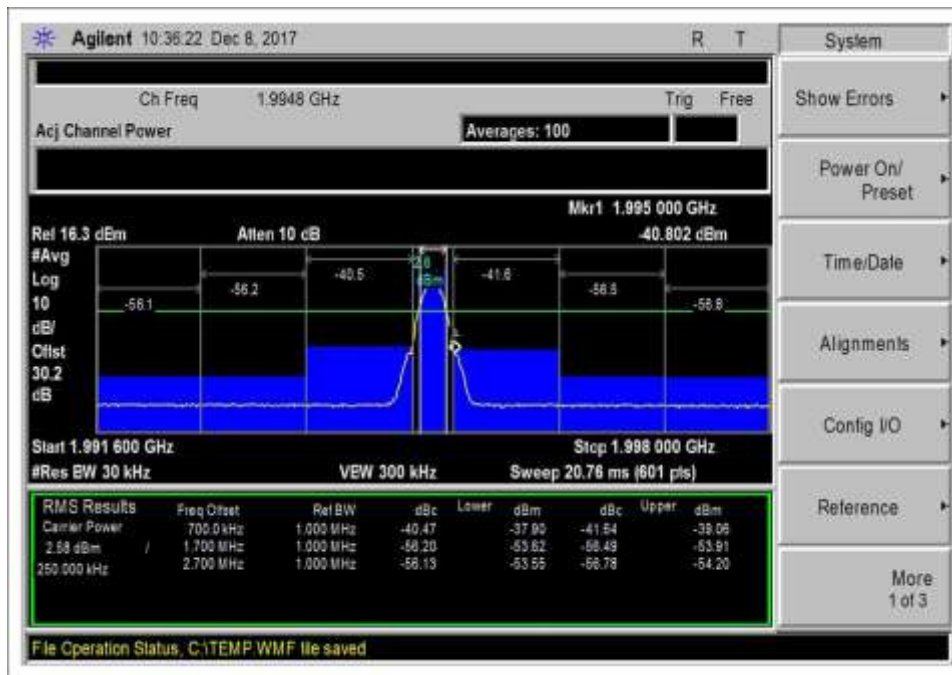 Agilent 10:36:22 Dec 8, 2017
R T
System
Ch Freq 1.9948 GHz
Trig Free
Acj Channel Power
Averages: 100
Show Errors
Power On/
Preset
Mkr1 1.995 000 GHz
Rel 16.3 dBm
Atten 10 dB
-40.802 dBm
#Avg
Log
10
dB/
Offst
30.2
dB
-56.1
-56.2
-40.5
2.6
dBm
-41.6
-56.5
-56.8
1
Time/Date
Alignments
Config I/O
Start 1.991 600 GHz
Stop 1.998 000 GHz
#Res BW 30 kHz
VBW 300 kHz
Sweep 20.76 ms (601 pts)
RMS Results Freq Offset Ref BW dBc Lower dBm dBc Upper dBm
Carrier Power 700.0 kHz 1.000 MHz -40.47 -37.90 -41.64 -39.06
2.58 dBm / 1.700 MHz 1.000 MHz -56.20 -53.62 -56.49 -53.91
250.000 kHz 2.700 MHz 1.000 MHz -56.13 -53.55 -56.78 -54.20
Reference
More
1 of 3
File Operation Status, C:\TEMP.WMF file saved